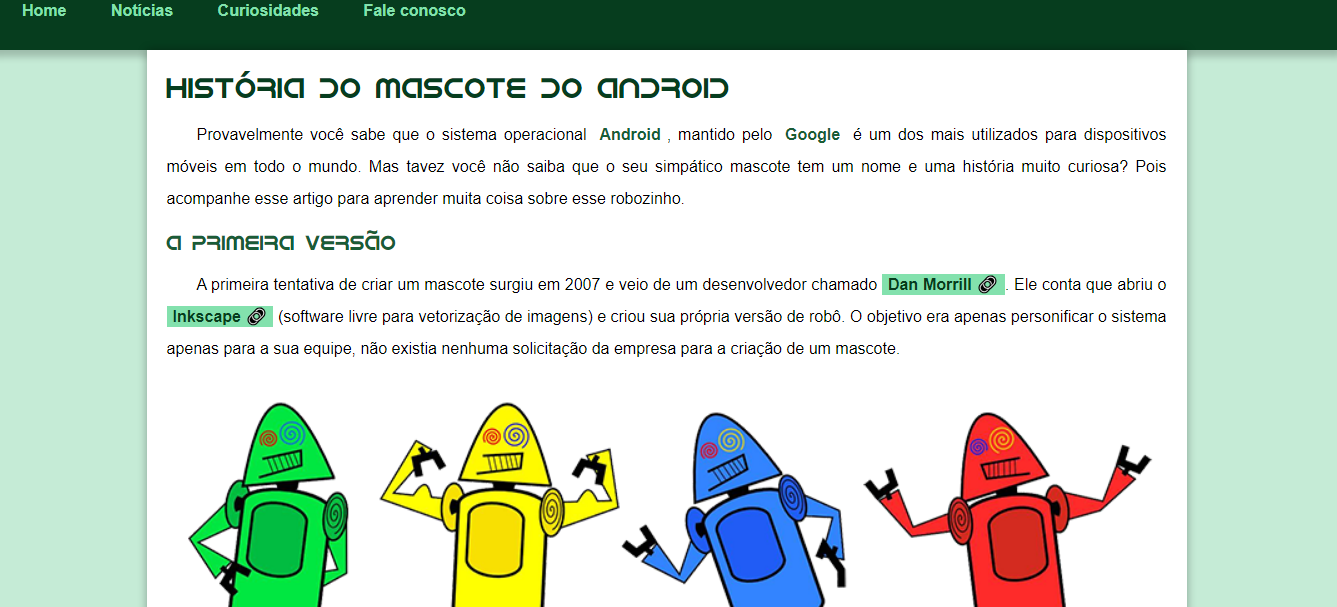 Home Notícias Curiosidades Fale conosco
História do Mascote do Android
Provavelmente você sabe que o sistema operacional Android , mantido pelo Google é um dos mais utilizados para dispositivos
móveis em todo o mundo. Mas tavez você não saiba que o seu simpático mascote tem um nome e uma história muito curiosa? Pois
acompanhe esse artigo para aprender muita coisa sobre esse robozinho.
A primeira versão
A primeira tentativa de criar um mascote surgiu em 2007 e veio de um desenvolvedor chamado Dan Morrill . Ele conta que abriu o
Inkscape (software livre para vetorização de imagens) e criou sua própria versão de robô. O objetivo era apenas personificar o sistema
apenas para a sua equipe, não existia nenhuma solicitação da empresa para a criação de um mascote.